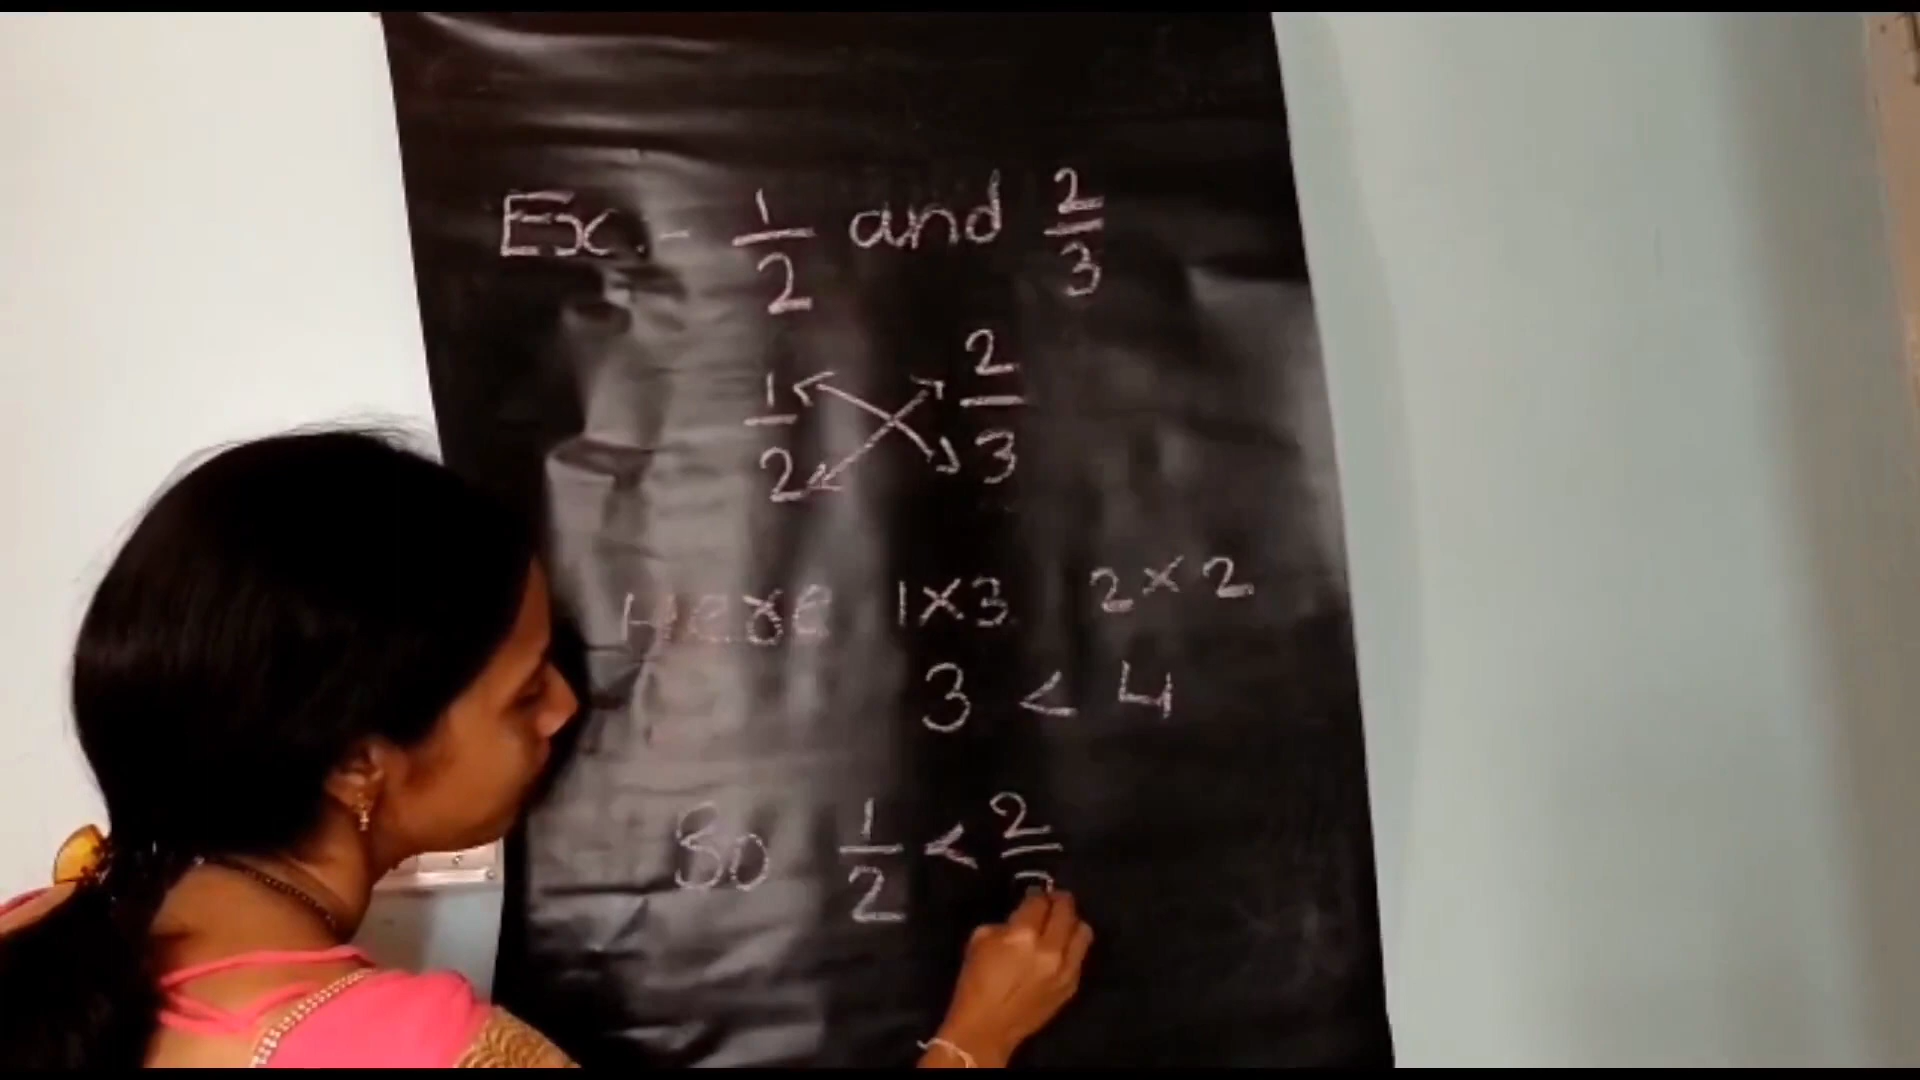 Ex.- 1/2 and 2/3
1/2 2/3
Here 1×3 2×2
3 < 4
So 1/2 < 2/